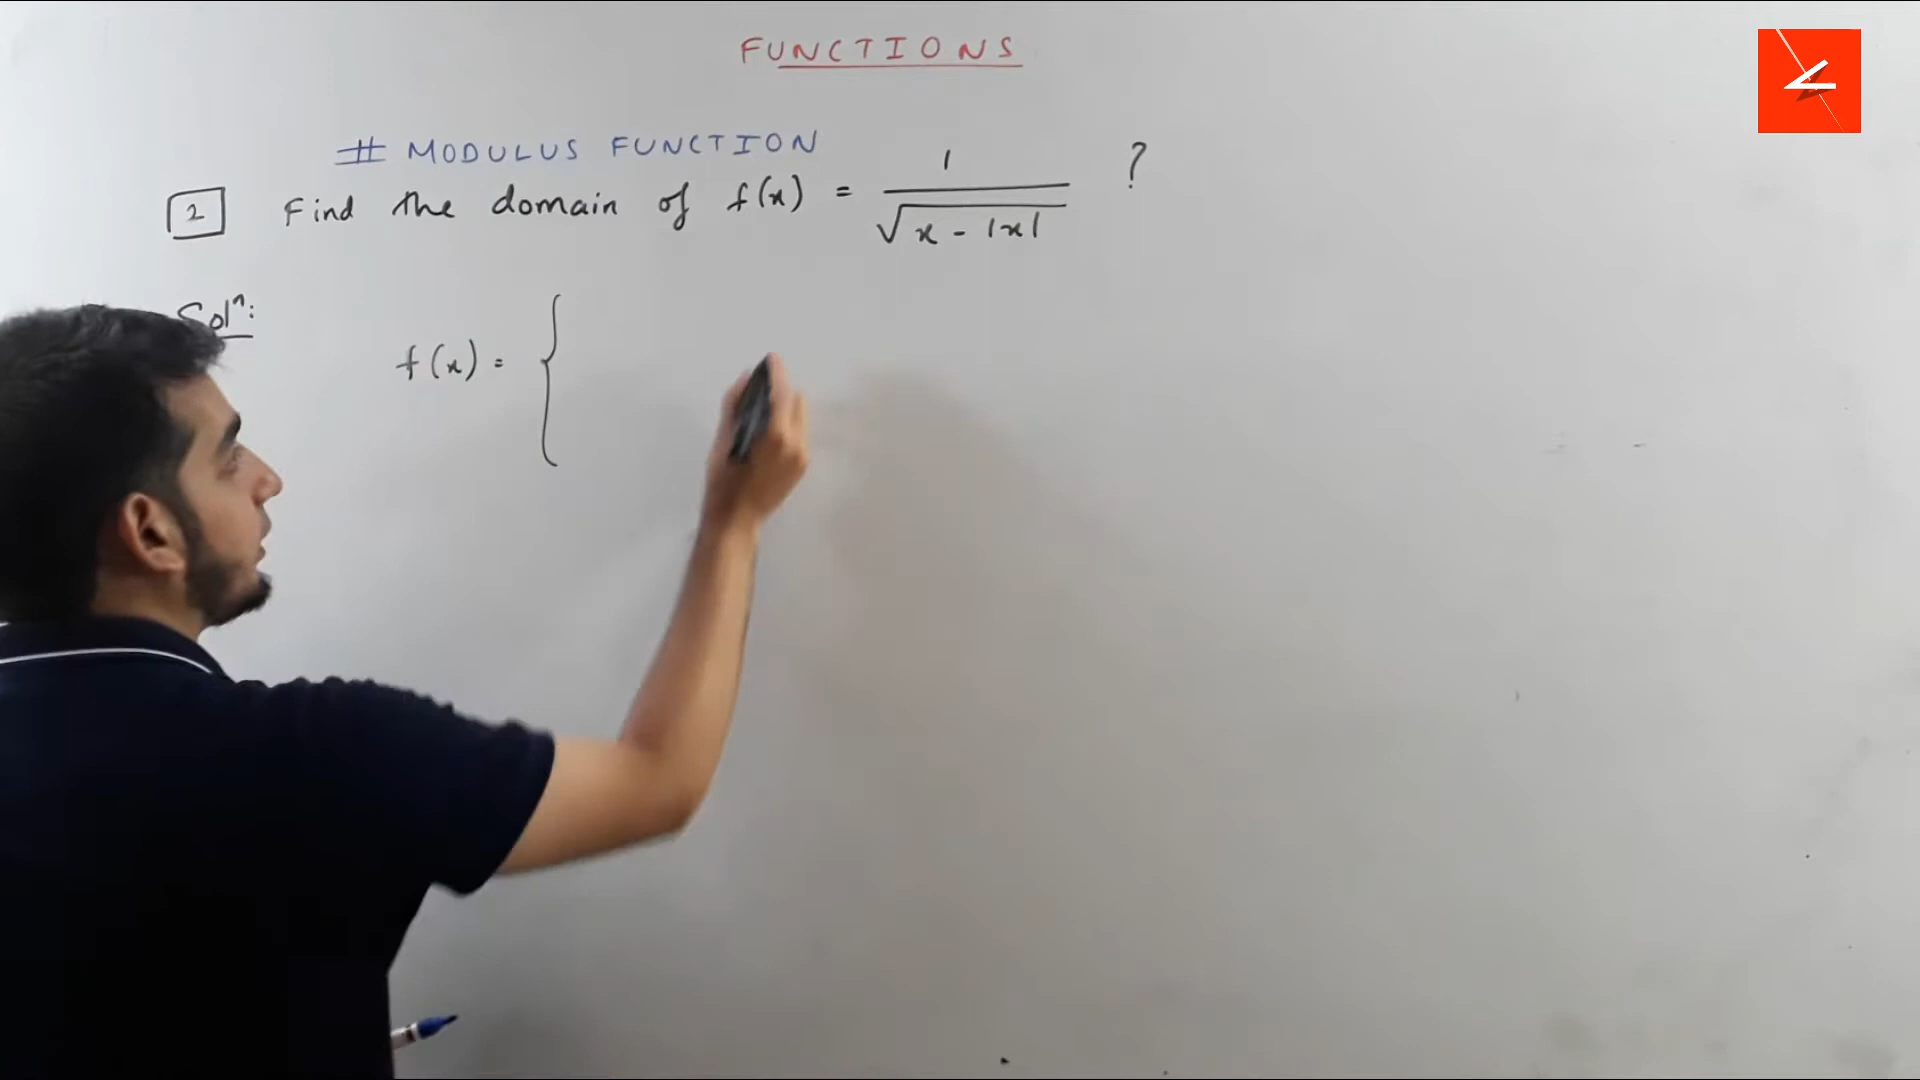 FUNCTIONS
# MODULUS FUNCTION
2 Find the domain of f(x) = 1/√(x - |x|) ?
Solⁿ:
f(x) = {